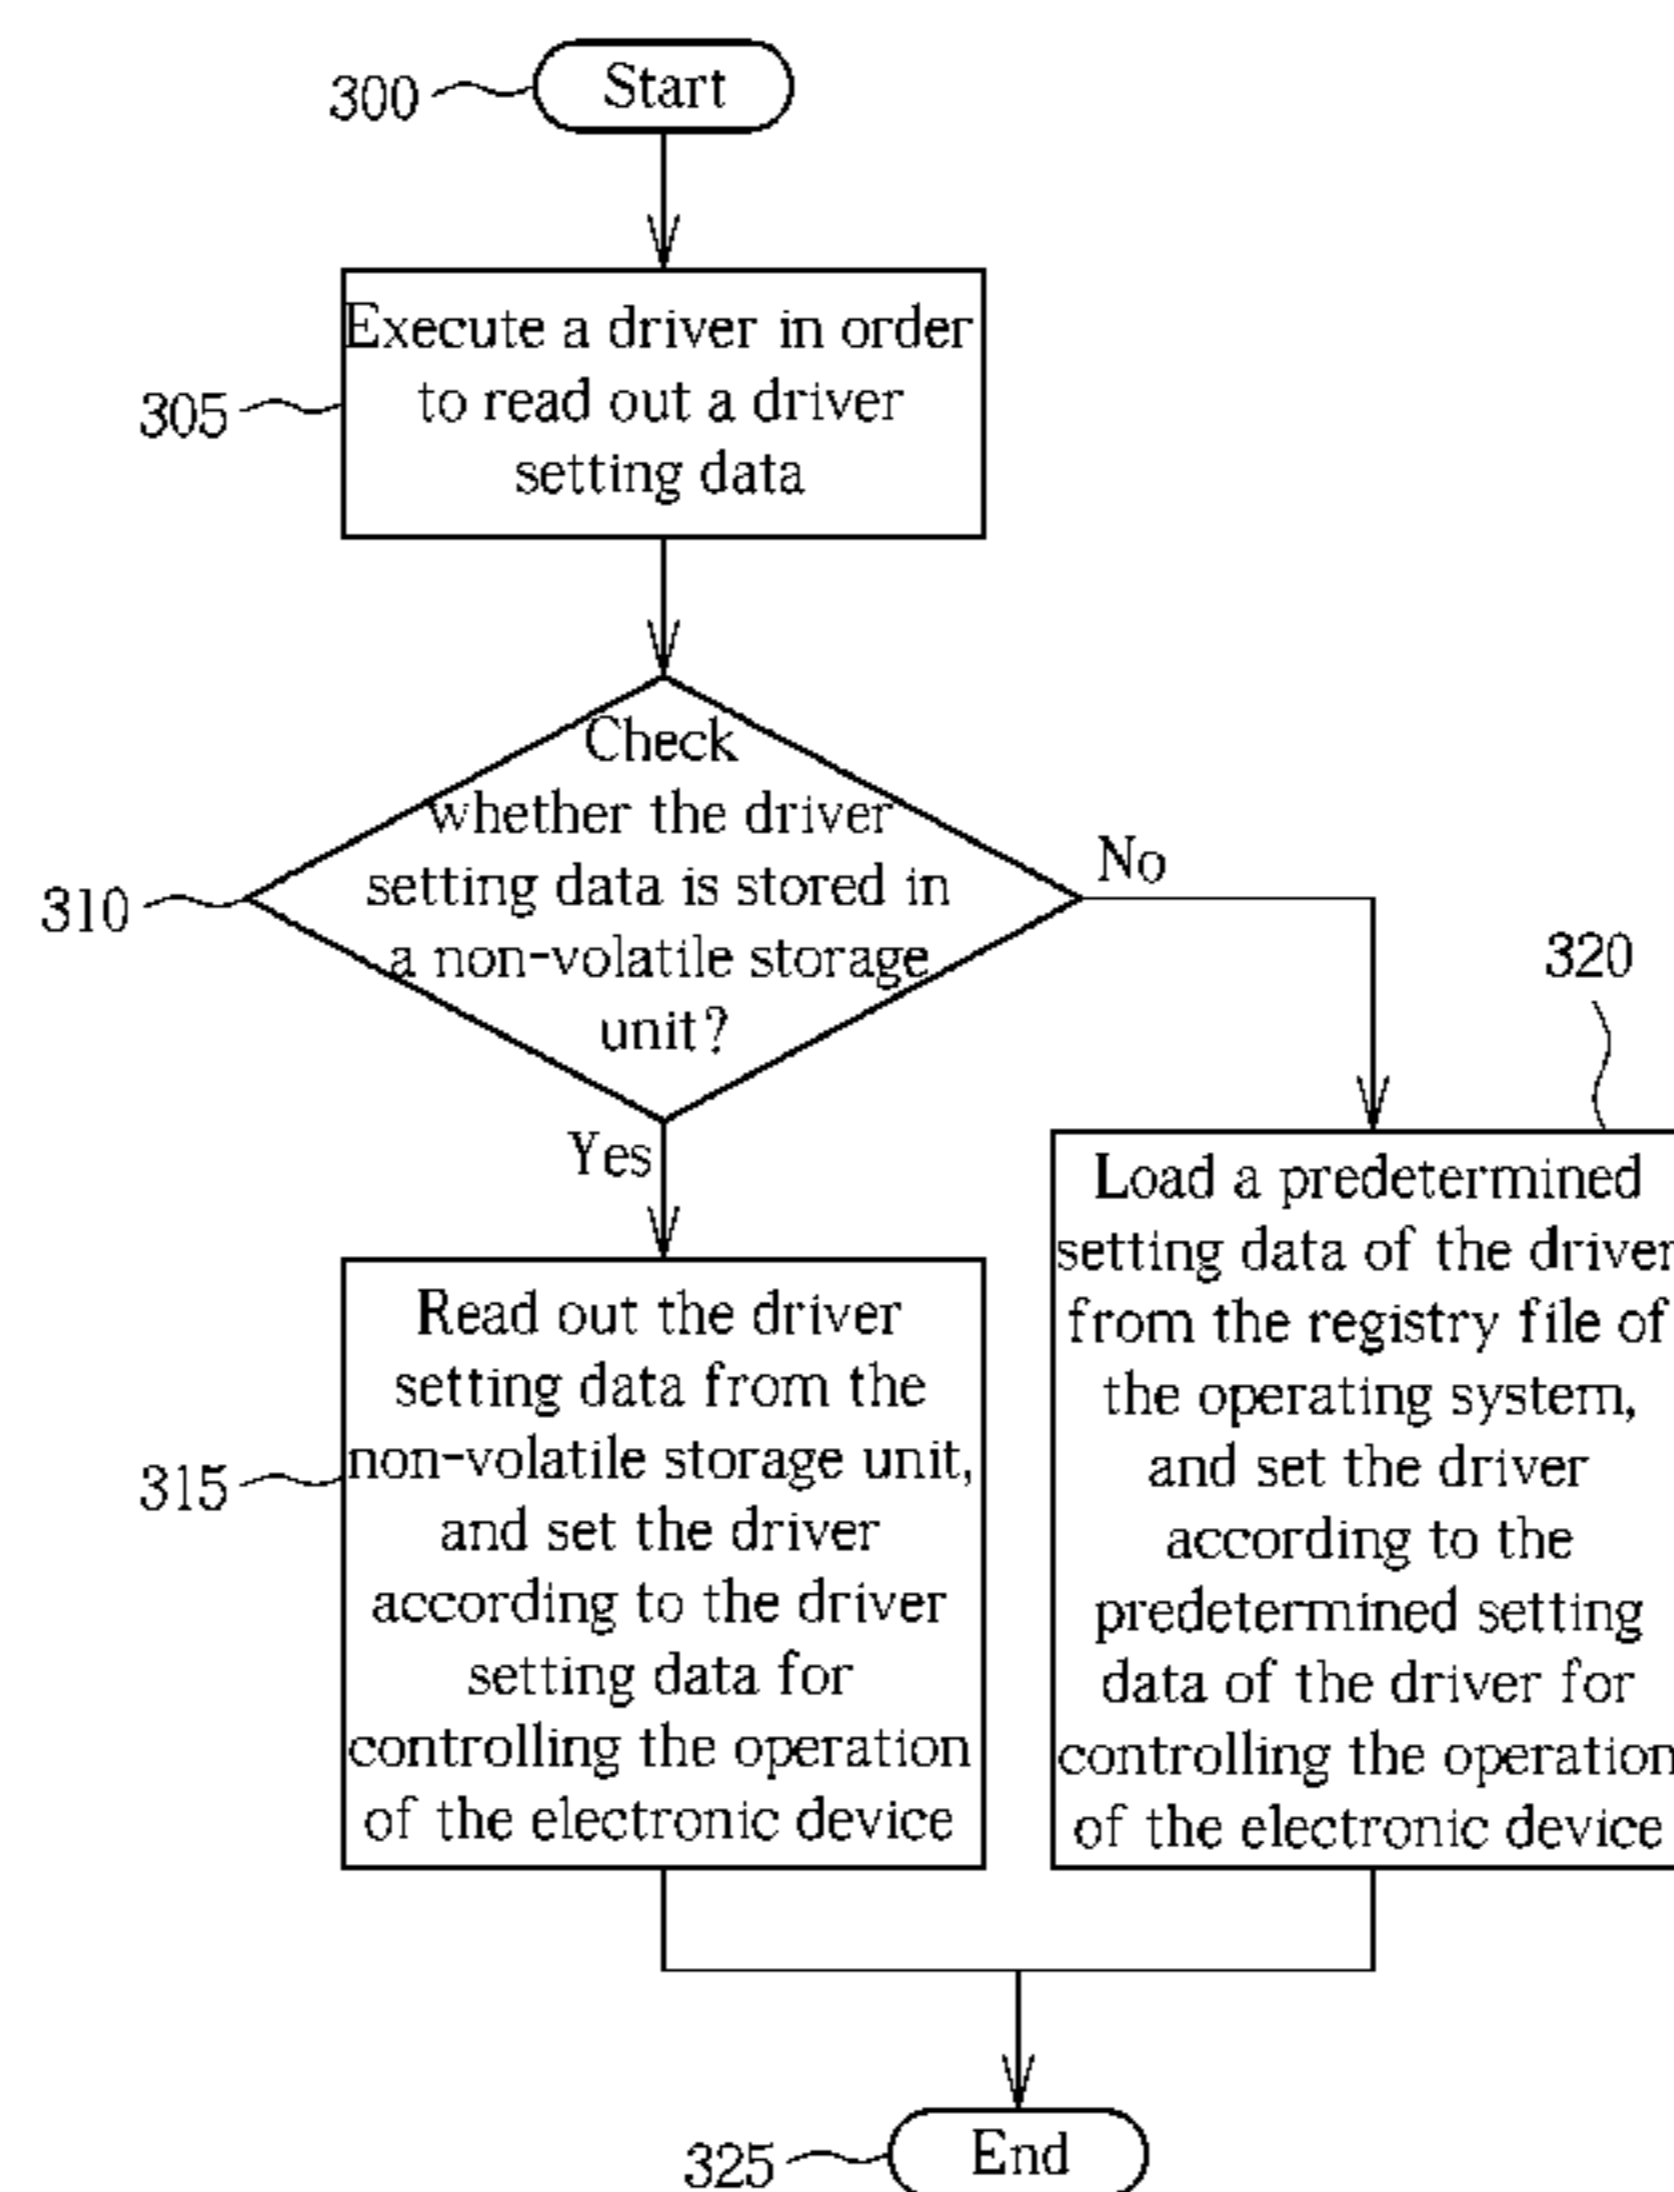 300
Start
305
Execute a driver in order
to read out a driver
setting data
310
Check
whether the driver
setting data is stored in
a non-volatile storage
unit?
No
Yes
315
Read out the driver
setting data from the
non-volatile storage unit,
and set the driver
according to the driver
setting data for
controlling the operation
of the electronic device
320
Load a predetermined
setting data of the driver
from the registry file of
the operating system,
and set the driver
according to the
predetermined setting
data of the driver for
controlling the operation
of the electronic device
325
End